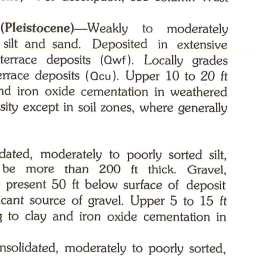 (Pleistocene)—Weakly to moderately
silt and sand. Deposited in extensive
terrace deposits (Qwf). Locally grades
errace deposits (Qcu). Upper 10 to 20 ft
nd iron oxide cementation in weathered
sity except in soil zones, where generally
dated, moderately to poorly sorted silt,
be more than 200 ft thick. Gravel,
present 50 ft below surface of deposit
icant source of gravel. Upper 5 to 15 ft
g to clay and iron oxide cementation in
nsolidated, moderately to poorly sorted,